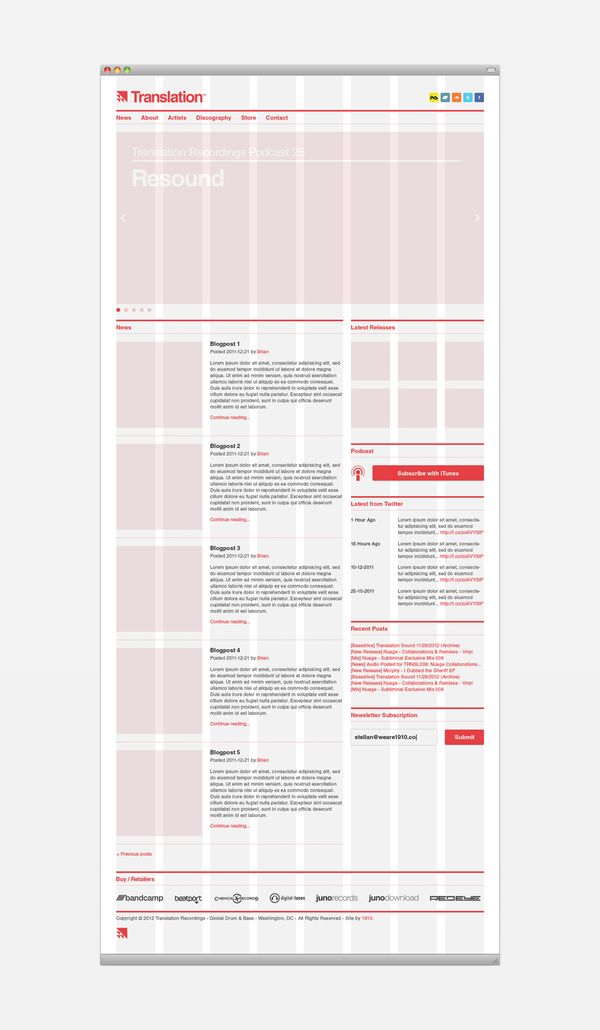 Translation™
News About Artists Discography Store Contact
Translation Recordings Podcast 25
Resound
News
Blogpost 1
Posted 2011-12-21 by Brian
Lorem ipsum dolor sit amet, consectetur adipisicing elit, sed
do eiusmod tempor incididunt ut labore et dolore magna
aliqua. Ut enim ad minim veniam, quis nostrud exercitation
ullamco laboris nisi ut aliquip ex ea commodo consequat.
Duis aute irure dolor in reprehenderit in voluptate velit esse
cillum dolore eu fugiat nulla pariatur. Excepteur sint occaecat
cupidatat non proident, sunt in culpa qui officia deserunt
mollit anim id est laborum.
Continue reading...
Blogpost 2
Posted 2011-12-21 by Brian
Lorem ipsum dolor sit amet, consectetur adipisicing elit, sed
do eiusmod tempor incididunt ut labore et dolore magna
aliqua. Ut enim ad minim veniam, quis nostrud exercitation
ullamco laboris nisi ut aliquip ex ea commodo consequat.
Duis aute irure dolor in reprehenderit in voluptate velit esse
cillum dolore eu fugiat nulla pariatur. Excepteur sint occaecat
cupidatat non proident, sunt in culpa qui officia deserunt
mollit anim id est laborum.
Continue reading...
Blogpost 3
Posted 2011-12-21 by Brian
Lorem ipsum dolor sit amet, consectetur adipisicing elit, sed
do eiusmod tempor incididunt ut labore et dolore magna
aliqua. Ut enim ad minim veniam, quis nostrud exercitation
ullamco laboris nisi ut aliquip ex ea commodo consequat.
Duis aute irure dolor in reprehenderit in voluptate velit esse
cillum dolore eu fugiat nulla pariatur. Excepteur sint occaecat
cupidatat non proident, sunt in culpa qui officia deserunt
mollit anim id est laborum.
Continue reading...
Blogpost 4
Posted 2011-12-21 by Brian
Lorem ipsum dolor sit amet, consectetur adipisicing elit, sed
do eiusmod tempor incididunt ut labore et dolore magna
aliqua. Ut enim ad minim veniam, quis nostrud exercitation
ullamco laboris nisi ut aliquip ex ea commodo consequat.
Duis aute irure dolor in reprehenderit in voluptate velit esse
cillum dolore eu fugiat nulla pariatur. Excepteur sint occaecat
cupidatat non proident, sunt in culpa qui officia deserunt
mollit anim id est laborum.
Continue reading...
Blogpost 5
Posted 2011-12-21 by Brian
Lorem ipsum dolor sit amet, consectetur adipisicing elit, sed
do eiusmod tempor incididunt ut labore et dolore magna
aliqua. Ut enim ad minim veniam, quis nostrud exercitation
ullamco laboris nisi ut aliquip ex ea commodo consequat.
Duis aute irure dolor in reprehenderit in voluptate velit esse
cillum dolore eu fugiat nulla pariatur. Excepteur sint occaecat
cupidatat non proident, sunt in culpa qui officia deserunt
mollit anim id est laborum.
Continue reading...
« Previous posts
Latest Releases
Podcast
Subscribe with iTunes
Latest from Twitter
1 Hour Ago
Lorem ipsum dolor sit amet, consecte-
tur adipisicing elit, sed do eiusmod
tempor incididunt...
16 Hours Ago
Lorem ipsum dolor sit amet, consecte-
tur adipisicing elit, sed do eiusmod
tempor incididunt...
10-12-2011
Lorem ipsum dolor sit amet, consecte-
tur adipisicing elit, sed do eiusmod
tempor incididunt...
25-10-2011
Lorem ipsum dolor sit amet, consecte-
tur adipisicing elit, sed do eiusmod
tempor incididunt...
Recent Posts
[Bassdrive] Translation Sound 11/29/2012 (Archive)
[New Release] Nuage - Collaborations & Remixes - Vinyl
[Mix] Nuage - Subliminal Exclusive Mix 009
[News] Audio Posted for TRNSL008: Nuage Collaborations...
[New Release] Morphy - I Dubbed the Sheriff EP
[Bassdrive] Translation Sound 11/29/2012 (Archive)
[New Release] Nuage - Collaborations & Remixes - Vinyl
[Mix] Nuage - Subliminal Exclusive Mix 009
Newsletter Subscription
stellan@weare1910.co
Submit
Buy / Retailers
bandcamp beatport CHEMICAL RECORDS digital-tunes junorecords junodownload REDEYE
Copyright © 2012 Translation Recordings - Global Drum & Bass - Washington, DC - All Rights Reserved - Site by 1910.